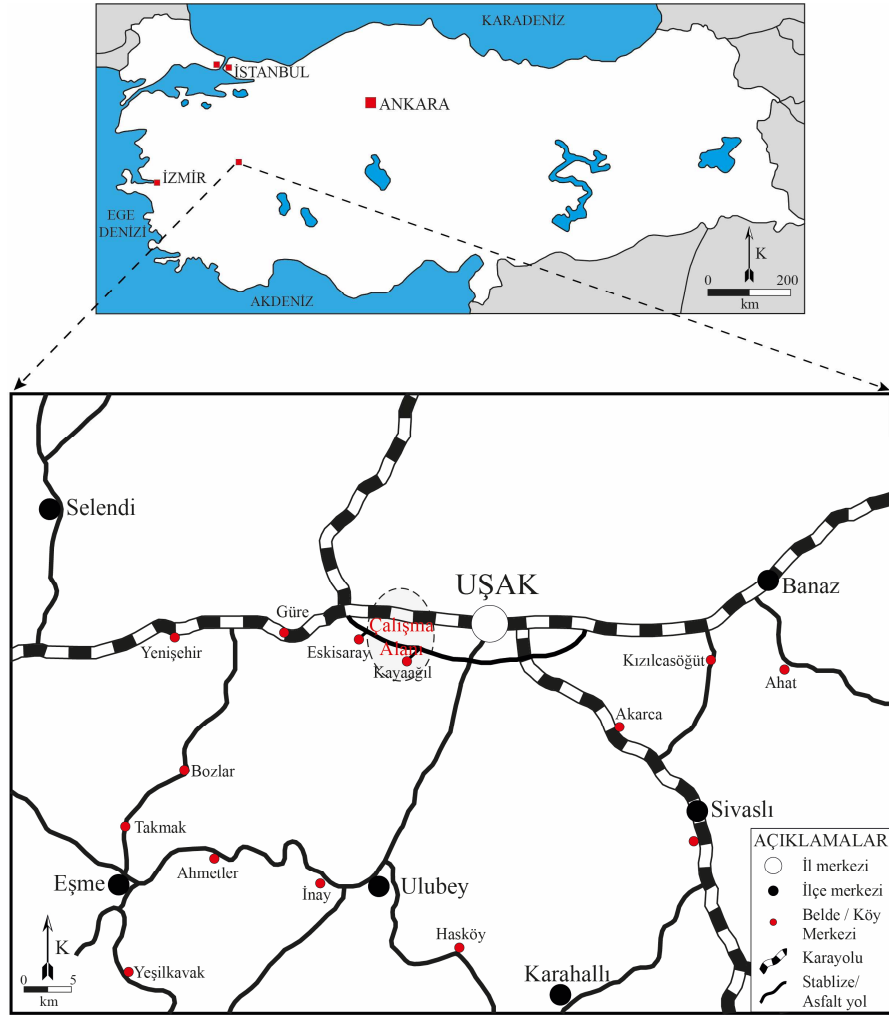 KARADENİZ
İSTANBUL
ANKARA
İZMİR
EGE
DENİZİ
AKDENİZ
K
0 200
km
Selendi
UŞAK
Banaz
Güre
Çalışma
Alanı
Yenişehir
Eskisaray
Kayaağıl
Kızılcasöğüt
Ahat
Akarca
Bozlar
Takmak
Sivaslı
Eşme
Ahmetler
İnay
Ulubey
Hasköy
Yeşilkavak
Karahallı
K
0 5
km
AÇIKLAMALAR
İl merkezi
İlçe merkezi
Belde / Köy
Merkezi
Karayolu
Stablize/
Asfalt yol